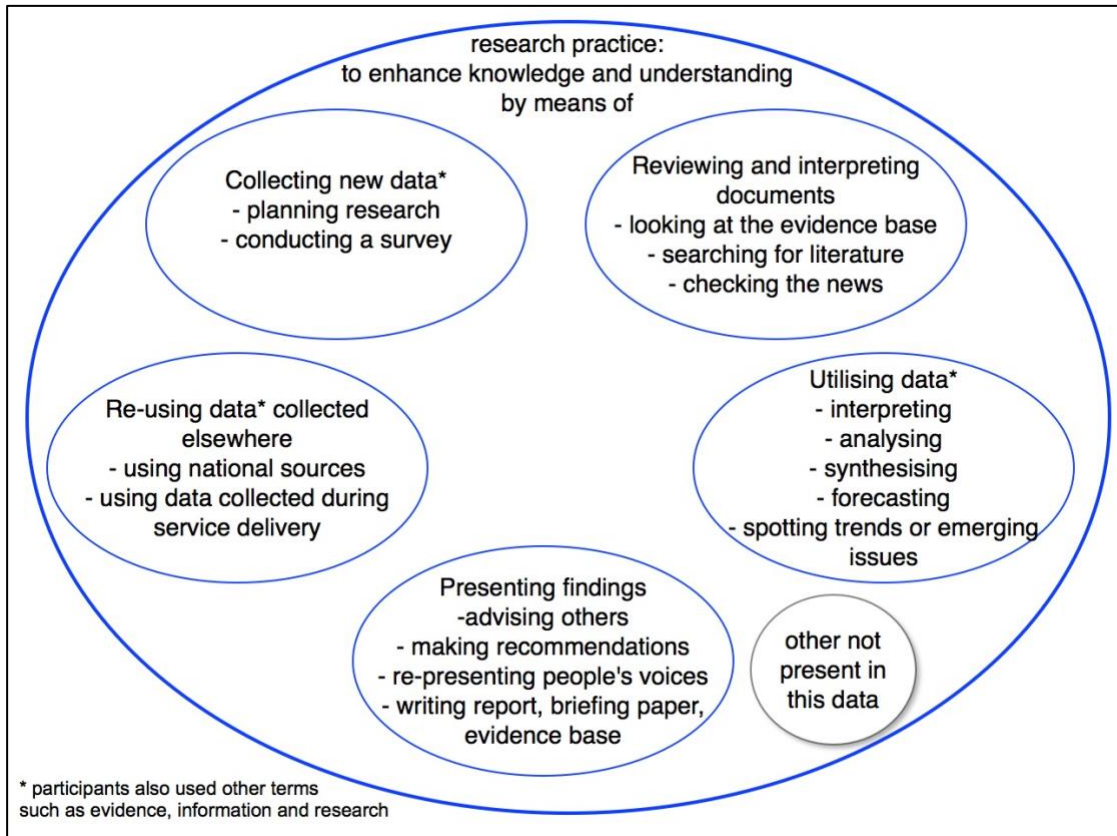 research practice:
to enhance knowledge and understanding
by means of
Collecting new data*
- planning research
- conducting a survey
Reviewing and interpreting
documents
- looking at the evidence base
- searching for literature
- checking the news
Re-using data* collected
elsewhere
- using national sources
- using data collected during
service delivery
Utilising data*
- interpreting
- analysing
- synthesising
- forecasting
- spotting trends or emerging
issues
Presenting findings
-advising others
- making recommendations
- re-presenting people's voices
- writing report, briefing paper,
evidence base
other not
present in
this data
* participants also used other terms
such as evidence, information and research